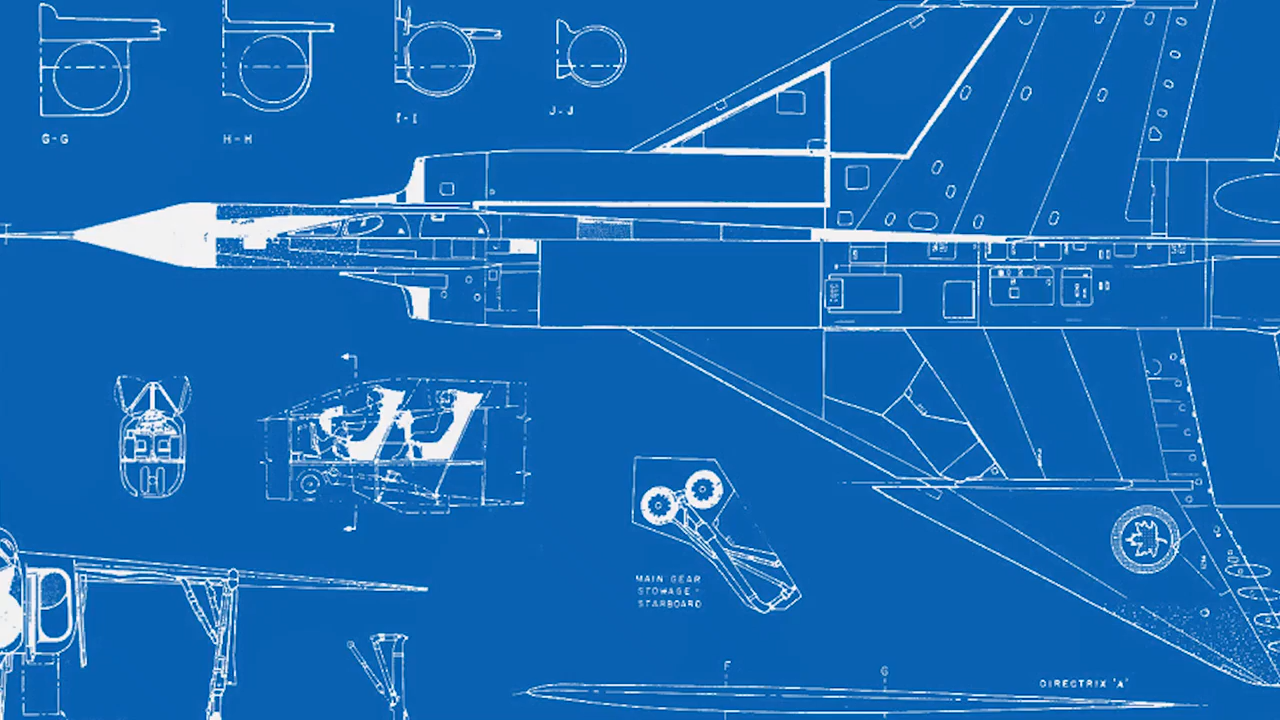 G-G
H-H
I-I
J-J
MAIN GEAR
STOWAGE -
STARBOARD
F
G
DIRECTRIX 'A'